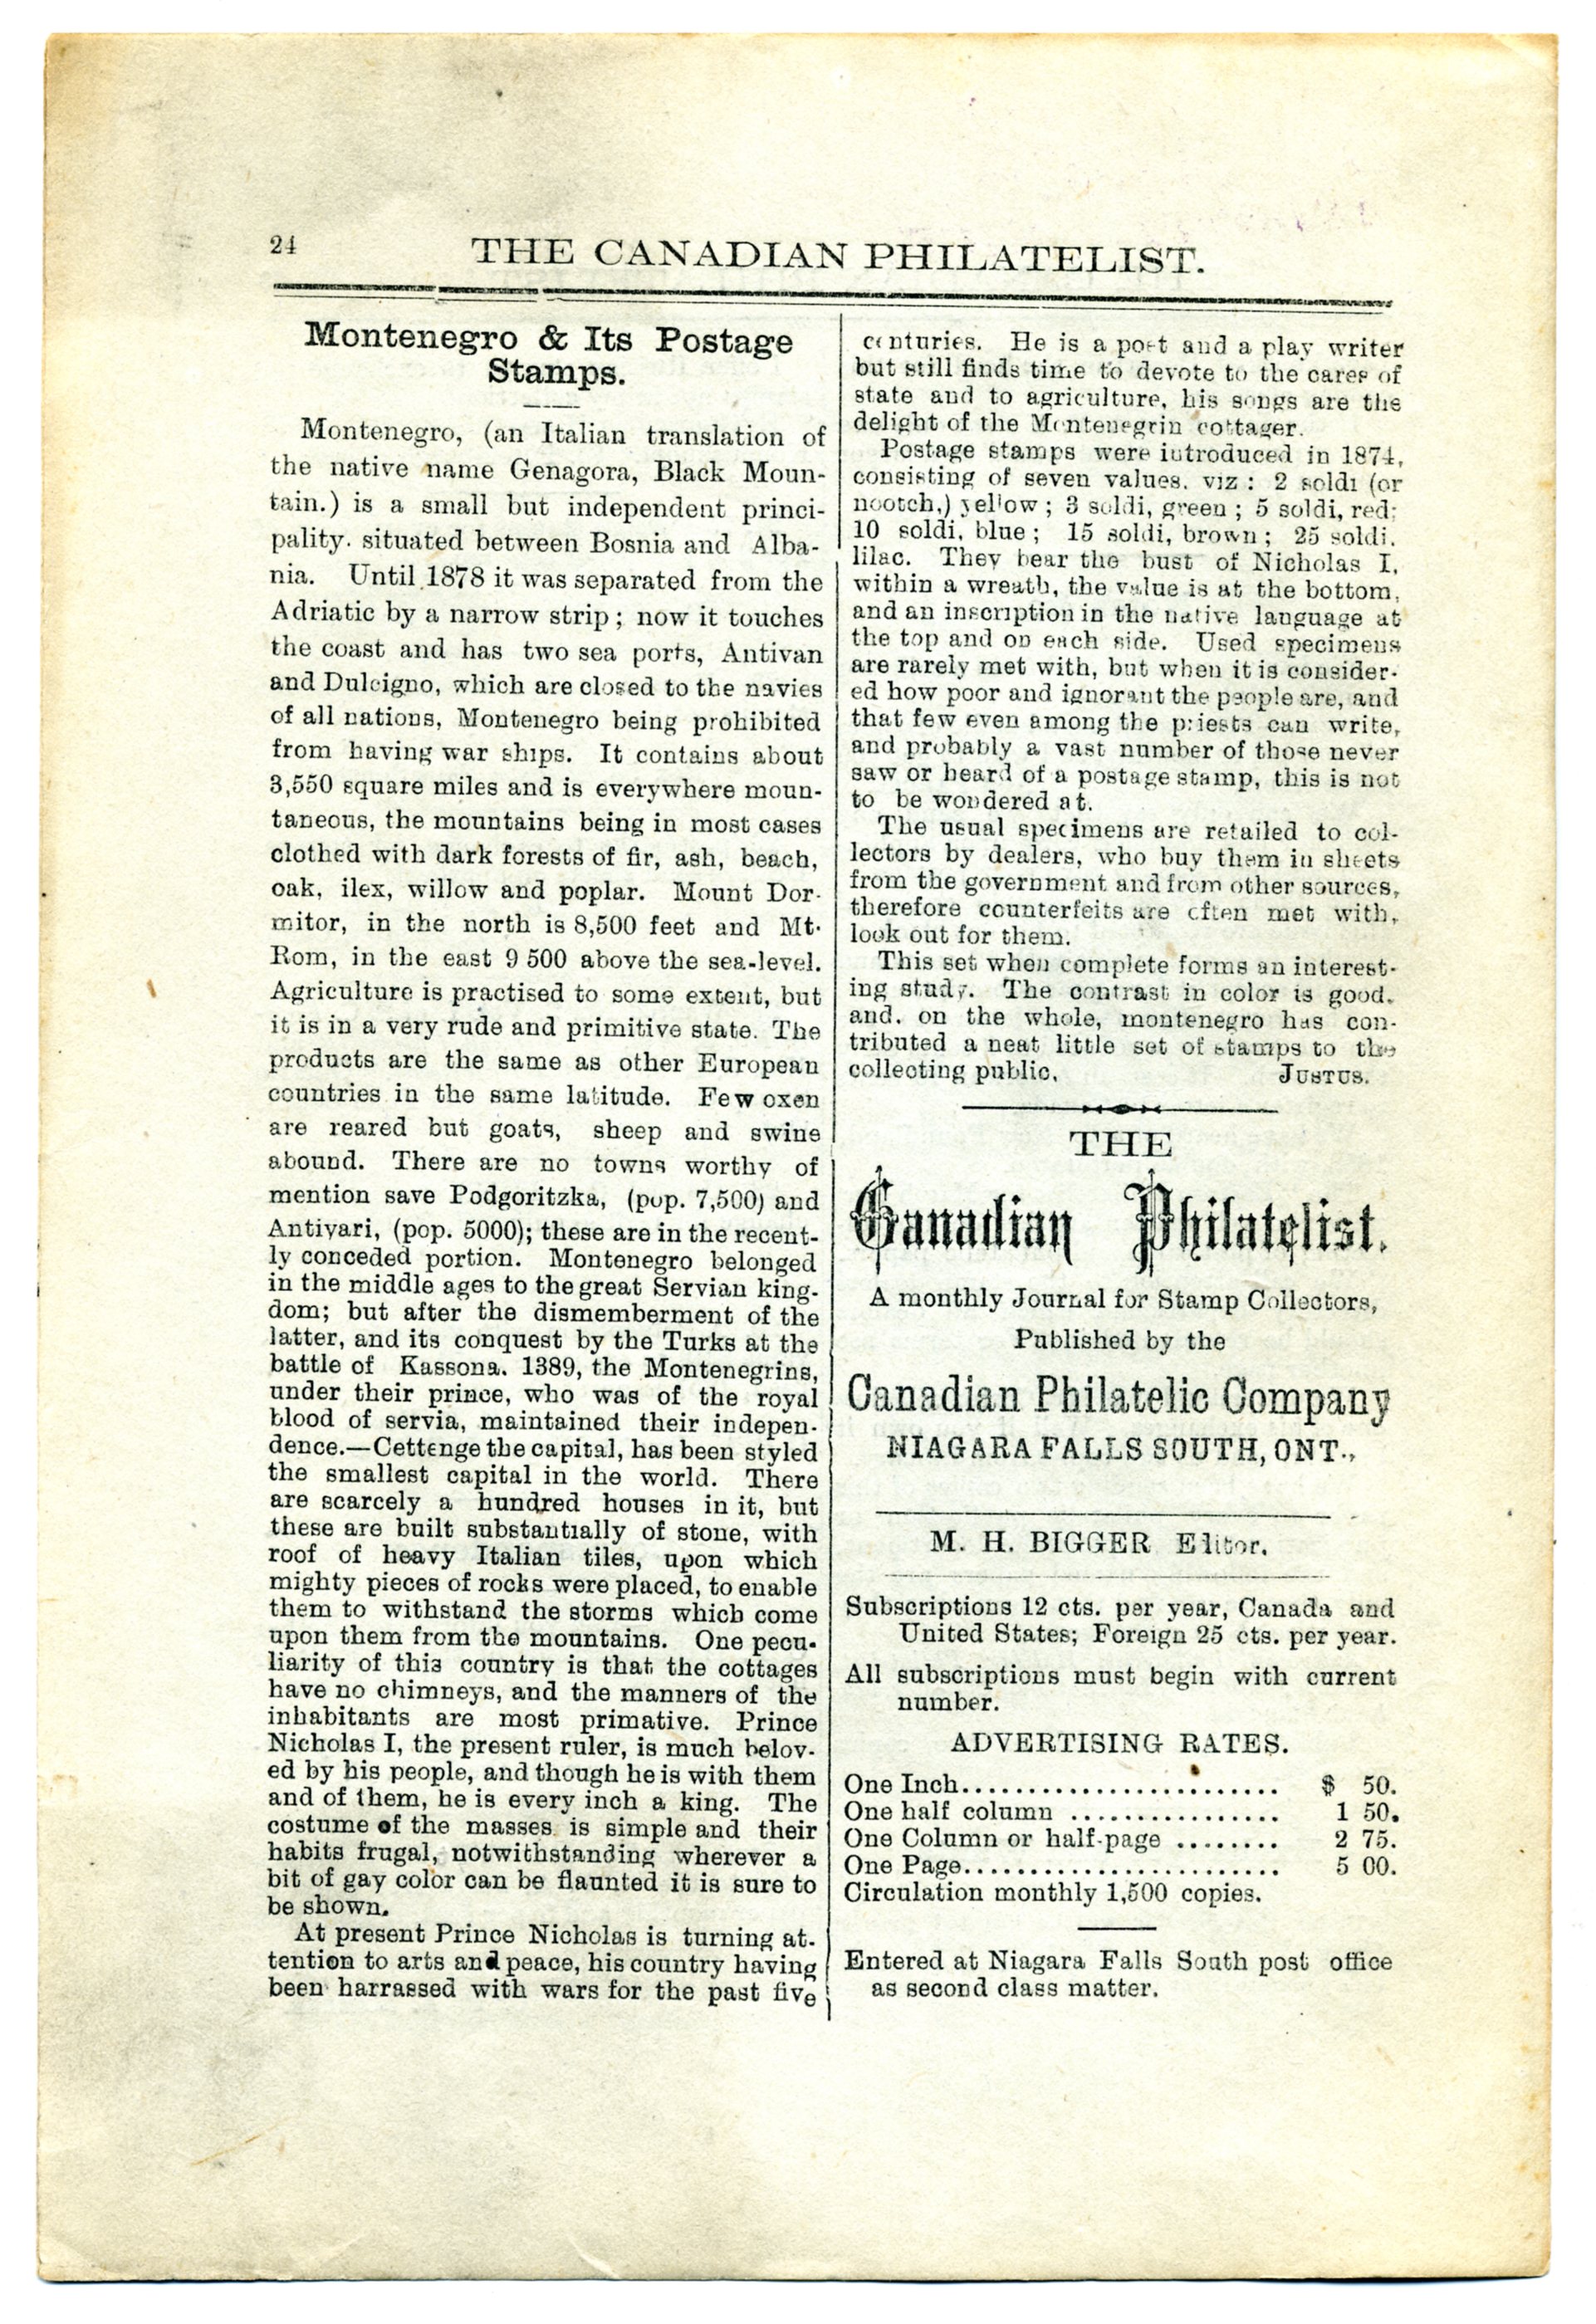 24
THE CANADIAN PHILATELIST.
Montenegro & Its Postage
Stamps.
Montenegro, (an Italian translation of
the native name Genagora, Black Moun-
tain.) is a small but independent princi-
pality. situated between Bosnia and Alba-
nia. Until 1878 it was separated from the
Adriatic by a narrow strip; now it touches
the coast and has two sea ports, Antivan
and Dulcigno, which are closed to the navies
of all nations, Montenegro being prohibited
from having war ships. It contains about
3,550 square miles and is everywhere moun-
taneous, the mountains being in most cases
clothed with dark forests of fir, ash, beach,
oak, ilex, willow and poplar. Mount Dor-
mitor, in the north is 8,500 feet and Mt.
Rom, in the east 9 500 above the sea-level.
Agriculture is practised to some extent, but
it is in a very rude and primitive state. The
products are the same as other European
countries in the same latitude. Few oxen
are reared but goats, sheep and swine
abound. There are no towns worthy of
mention save Podgoritzka, (pop. 7,500) and
Antivari, (pop. 5000); these are in the recent-
ly conceded portion. Montenegro belonged
in the middle ages to the great Servian king-
dom; but after the dismemberment of the
latter, and its conquest by the Turks at the
battle of Kassona. 1389, the Montenegrins,
under their prince, who was of the royal
blood of servia, maintained their indepen-
dence.—Cettenge the capital, has been styled
the smallest capital in the world. There
are scarcely a hundred houses in it, but
these are built substantially of stone, with
roof of heavy Italian tiles, upon which
mighty pieces of rocks were placed, to enable
them to withstand the storms which come
upon them from the mountains. One pecu-
liarity of this country is that the cottages
have no chimneys, and the manners of the
inhabitants are most primative. Prince
Nicholas I, the present ruler, is much belov-
ed by his people, and though he is with them
and of them, he is every inch a king. The
costume of the masses is simple and their
habits frugal, notwithstanding wherever a
bit of gay color can be flaunted it is sure to
be shown.
At present Prince Nicholas is turning at-
tention to arts and peace, his country having
been harrassed with wars for the past five
centuries. He is a poet and a play writer
but still finds time to devote to the cares of
state and to agriculture, his songs are the
delight of the Montenegrin cottager.
Postage stamps were introduced in 1874,
consisting of seven values. viz: 2 soldi (or
nootch,) yellow; 3 soldi, green; 5 soldi, red;
10 soldi, blue; 15 soldi, brown; 25 soldi.
lilac. They bear the bust of Nicholas I,
within a wreath, the value is at the bottom,
and an inscription in the native language at
the top and on each side. Used specimens
are rarely met with, but when it is consider-
ed how poor and ignorant the people are, and
that few even among the priests can write,
and probably a vast number of those never
saw or heard of a postage stamp, this is not
to be wondered at.
The usual specimens are retailed to col-
lectors by dealers, who buy them in sheets
from the government and from other sources,
therefore counterfeits are often met with,
look out for them.
This set when complete forms an interest-
ing study. The contrast in color is good.
and. on the whole, montenegro has con-
tributed a neat little set of stamps to the
collecting public. JUSTUS.
THE
Canadian Philatelist.
A monthly Journal for Stamp Collectors,
Published by the
Canadian Philatelic Company
NIAGARA FALLS SOUTH, ONT.,
M. H. BIGGER Editor.
Subscriptions 12 cts. per year, Canada and
United States; Foreign 25 cts. per year.
All subscriptions must begin with current
number.
ADVERTISING RATES.
One Inch........................ $ 50.
One half column ................ 1 50.
One Column or half-page ........ 2 75.
One Page........................ 5 00.
Circulation monthly 1,500 copies.
Entered at Niagara Falls South post office
as second class matter.